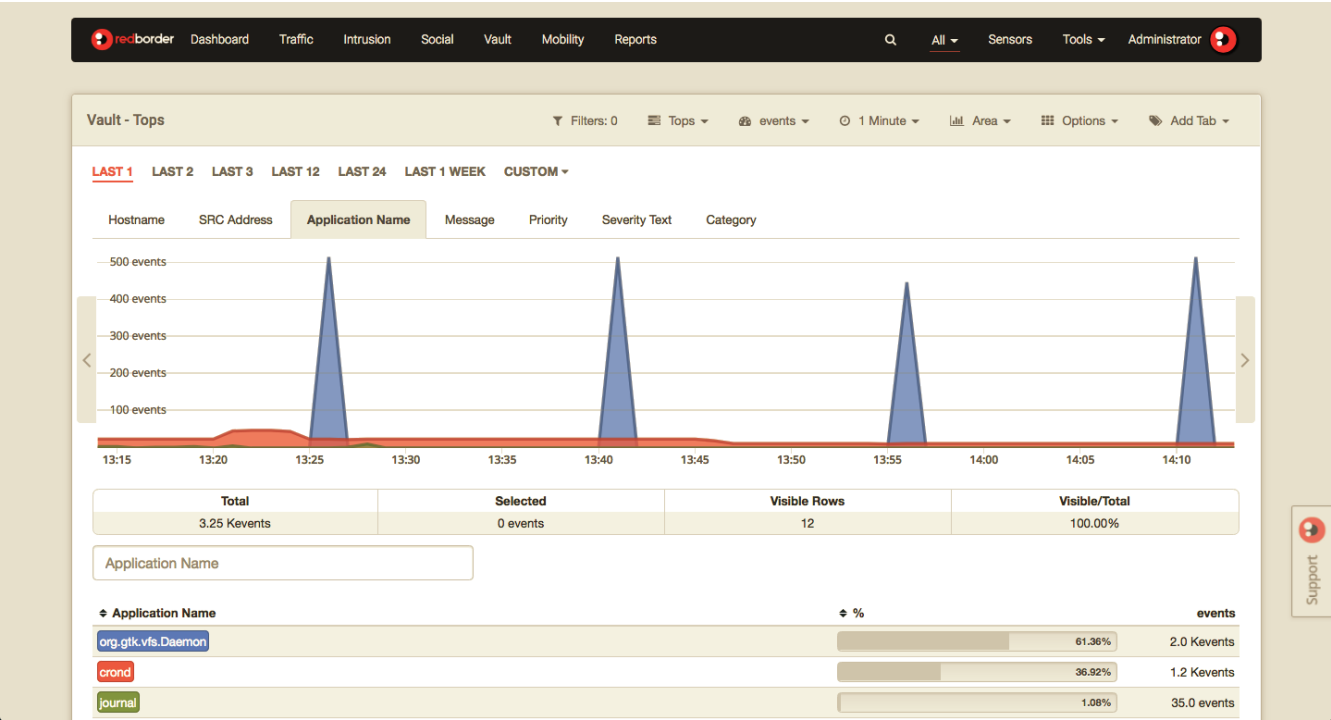 redborder Dashboard Traffic Intrusion Social Vault Mobility Reports All Sensors Tools Administrator
Vault - Tops Filters: 0 Tops events 1 Minute Area Options Add Tab
LAST 1 LAST 2 LAST 3 LAST 12 LAST 24 LAST 1 WEEK CUSTOM
Hostname SRC Address Application Name Message Priority Severity Text Category
500 events
400 events
300 events
200 events
100 events
13:15 13:20 13:25 13:30 13:35 13:40 13:45 13:50 13:55 14:00 14:05 14:10
Total Selected Visible Rows Visible/Total
3.25 Kevents 0 events 12 100.00%
Application Name
Application Name % events
org.gtk.vfs.Daemon 61.36% 2.0 Kevents
crond 36.92% 1.2 Kevents
journal 1.08% 35.0 events
Support